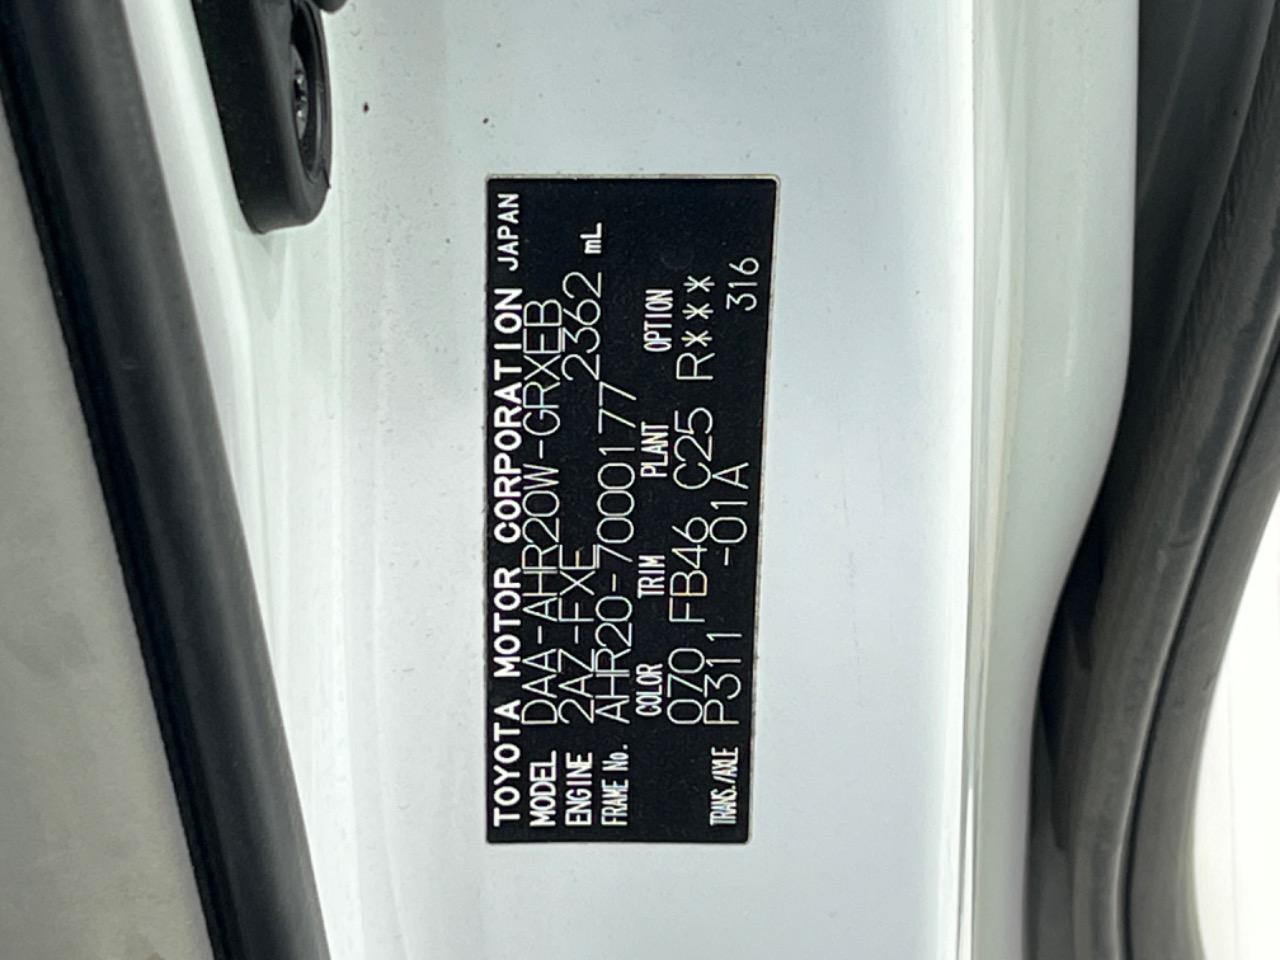 TOYOTA MOTOR CORPORATION JAPAN
MODEL DAA-AHR20W-GRXEB
ENGINE 2AZ-FXE 2362 mL
FRAME No. AHR20-7000177
COLOR TRIM PLANT OPTION
070 FB46 C25 R***
TRANS./AXLE P311 -01A 316